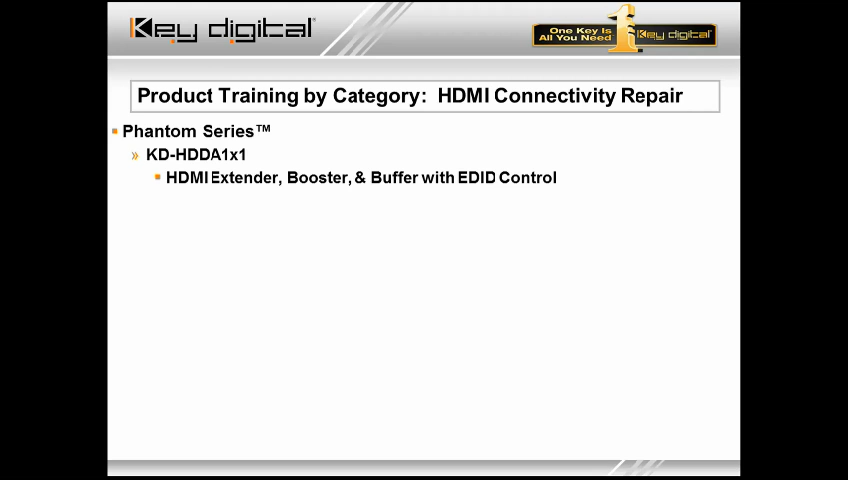 Key digital®
One Key Is
All You Need
1
Key digital
Product Training by Category: HDMI Connectivity Repair
Phantom Series™
» KD-HDDA1x1
HDMI Extender, Booster, & Buffer with EDID Control